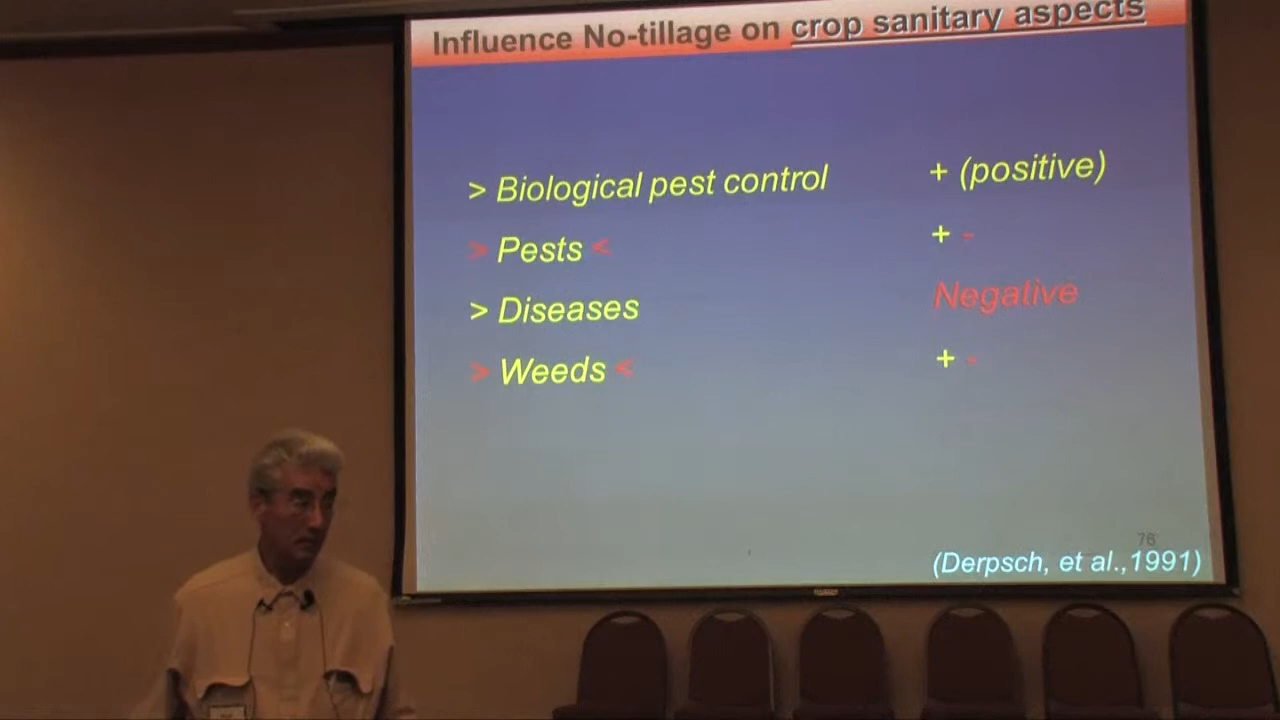 Influence No-tillage on crop sanitary aspects
> Biological pest control + (positive)
> Pests < + -
> Diseases Negative
> Weeds < + -
76
(Derpsch, et al.,1991)